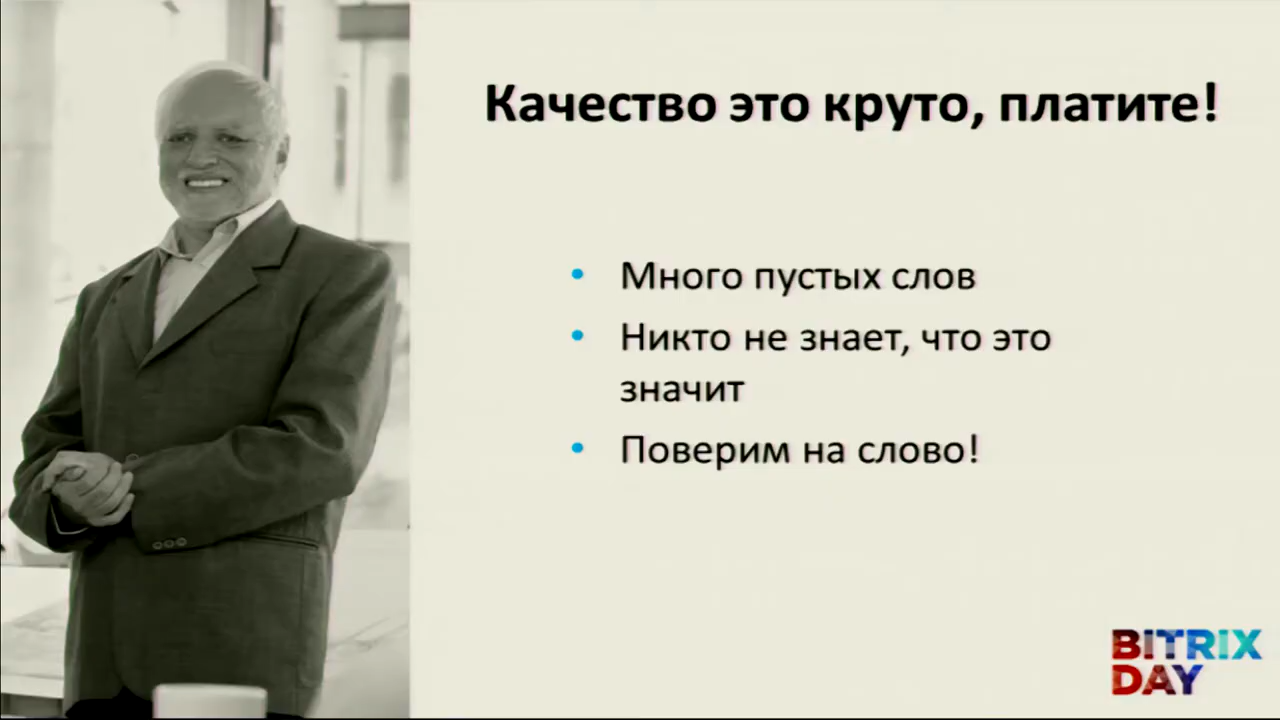 Качество это круто, платите!
Много пустых слов
Никто не знает, что это
значит
Поверим на слово!
BITRIX
DAY